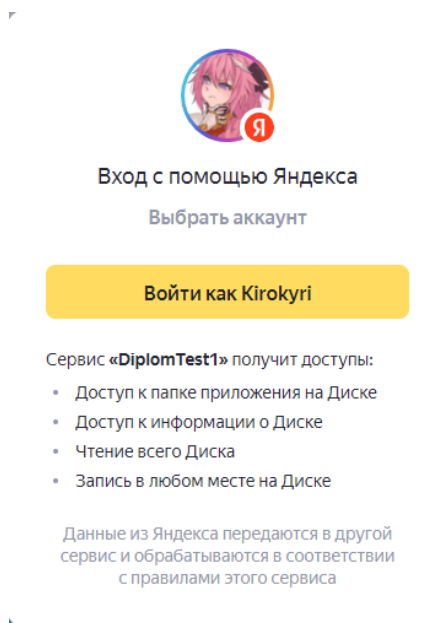 Я
Вход с помощью Яндекса
Выбрать аккаунт
Войти как Kirokyri
Сервис «DiplomTest1» получит доступы:
• Доступ к папке приложения на Диске
• Доступ к информации о Диске
• Чтение всего Диска
• Запись в любом месте на Диске
Данные из Яндекса передаются в другой
сервис и обрабатываются в соответствии
с правилами этого сервиса